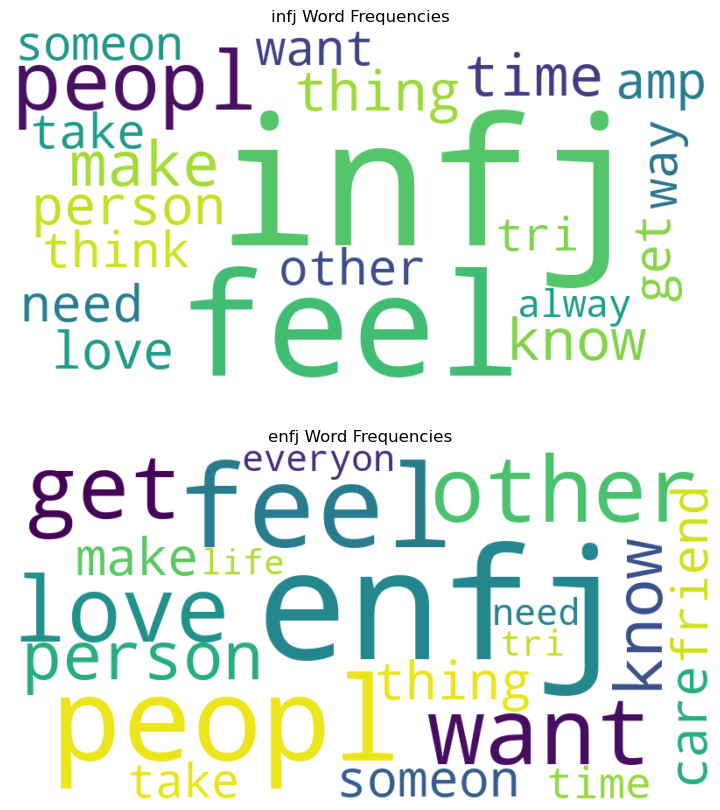 infj Word Frequencies
someon want
peopl thing time amp
take infj way
make
person tri get
think other
need feel alway
love know
enfj Word Frequencies
everyon
get feel other
make life friend
love enfj need know
person tri
peopl thing care
want
take someon time